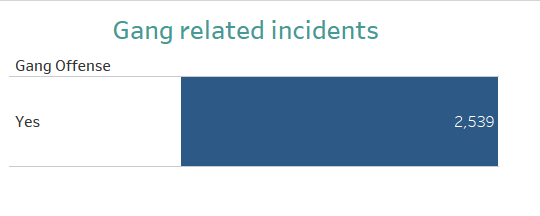 Gang related incidents
Gang Offense
Yes
2,539